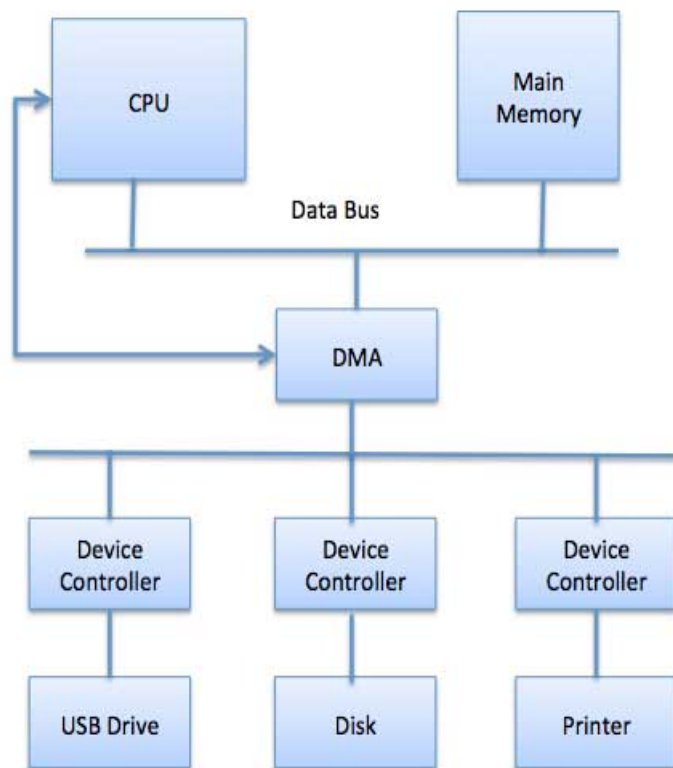 CPU
Main
Memory
Data Bus
DMA
Device
Controller
Device
Controller
Device
Controller
USB Drive
Disk
Printer